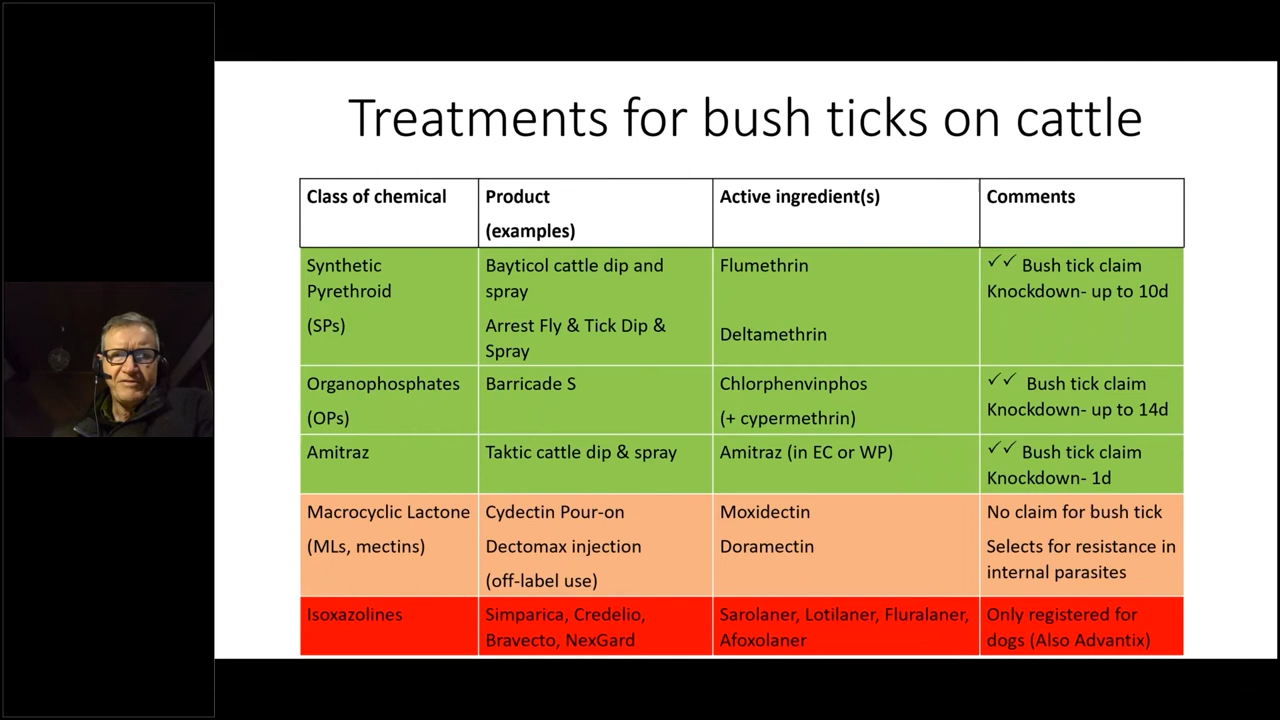 Treatments for bush ticks on cattle
Class of chemical
Product
(examples)
Active ingredient(s)
Comments
Synthetic
Pyrethroid
(SPs)
Bayticol cattle dip and
spray
Arrest Fly & Tick Dip &
Spray
Flumethrin
Deltamethrin
✓✓ Bush tick claim
Knockdown- up to 10d
Organophosphates
(OPs)
Barricade S
Chlorphenvinphos
(+ cypermethrin)
✓✓ Bush tick claim
Knockdown- up to 14d
Amitraz
Taktic cattle dip & spray
Amitraz (in EC or WP)
✓✓ Bush tick claim
Knockdown- 1d
Macrocyclic Lactone
(MLs, mectins)
Cydectin Pour-on
Dectomax injection
(off-label use)
Moxidectin
Doramectin
No claim for bush tick
Selects for resistance in
internal parasites
Isoxazolines
Simparica, Credelio,
Bravecto, NexGard
Sarolaner, Lotilaner, Fluralaner,
Afoxolaner
Only registered for
dogs (Also Advantix)